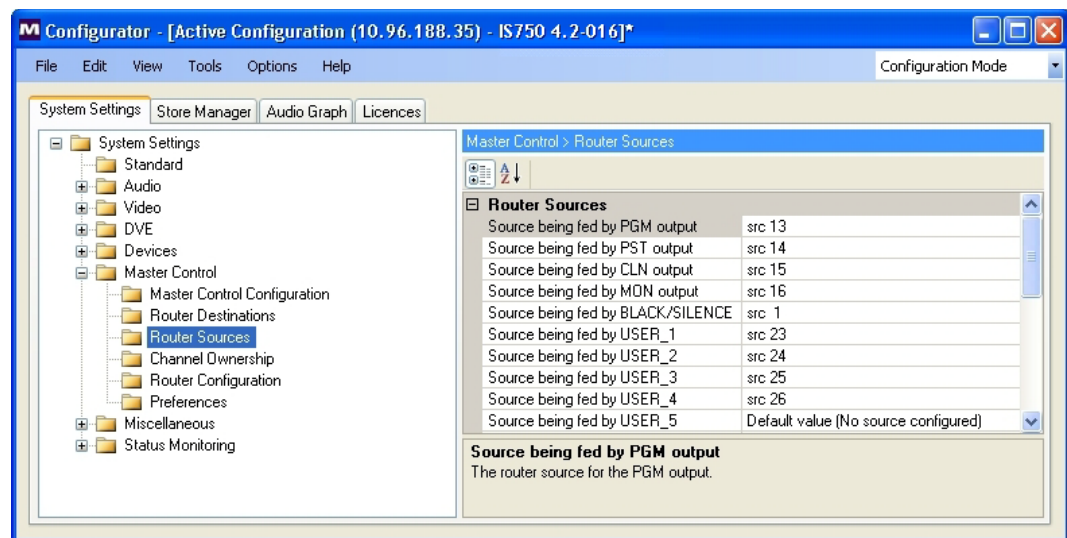 M Configurator - [Active Configuration (10.96.188.35) - IS750 4.2-016]*
File Edit View Tools Options Help Configuration Mode
System Settings Store Manager Audio Graph Licences
System Settings
Standard
Audio
Video
DVE
Devices
Master Control
Master Control Configuration
Router Destinations
Router Sources
Channel Ownership
Router Configuration
Preferences
Miscellaneous
Status Monitoring
Master Control > Router Sources
A Z
Router Sources
Source being fed by PGM output src 13
Source being fed by PST output src 14
Source being fed by CLN output src 15
Source being fed by MON output src 16
Source being fed by BLACK/SILENCE src 1
Source being fed by USER_1 src 23
Source being fed by USER_2 src 24
Source being fed by USER_3 src 25
Source being fed by USER_4 src 26
Source being fed by USER_5 Default value (No source configured)
Source being fed by PGM output
The router source for the PGM output.